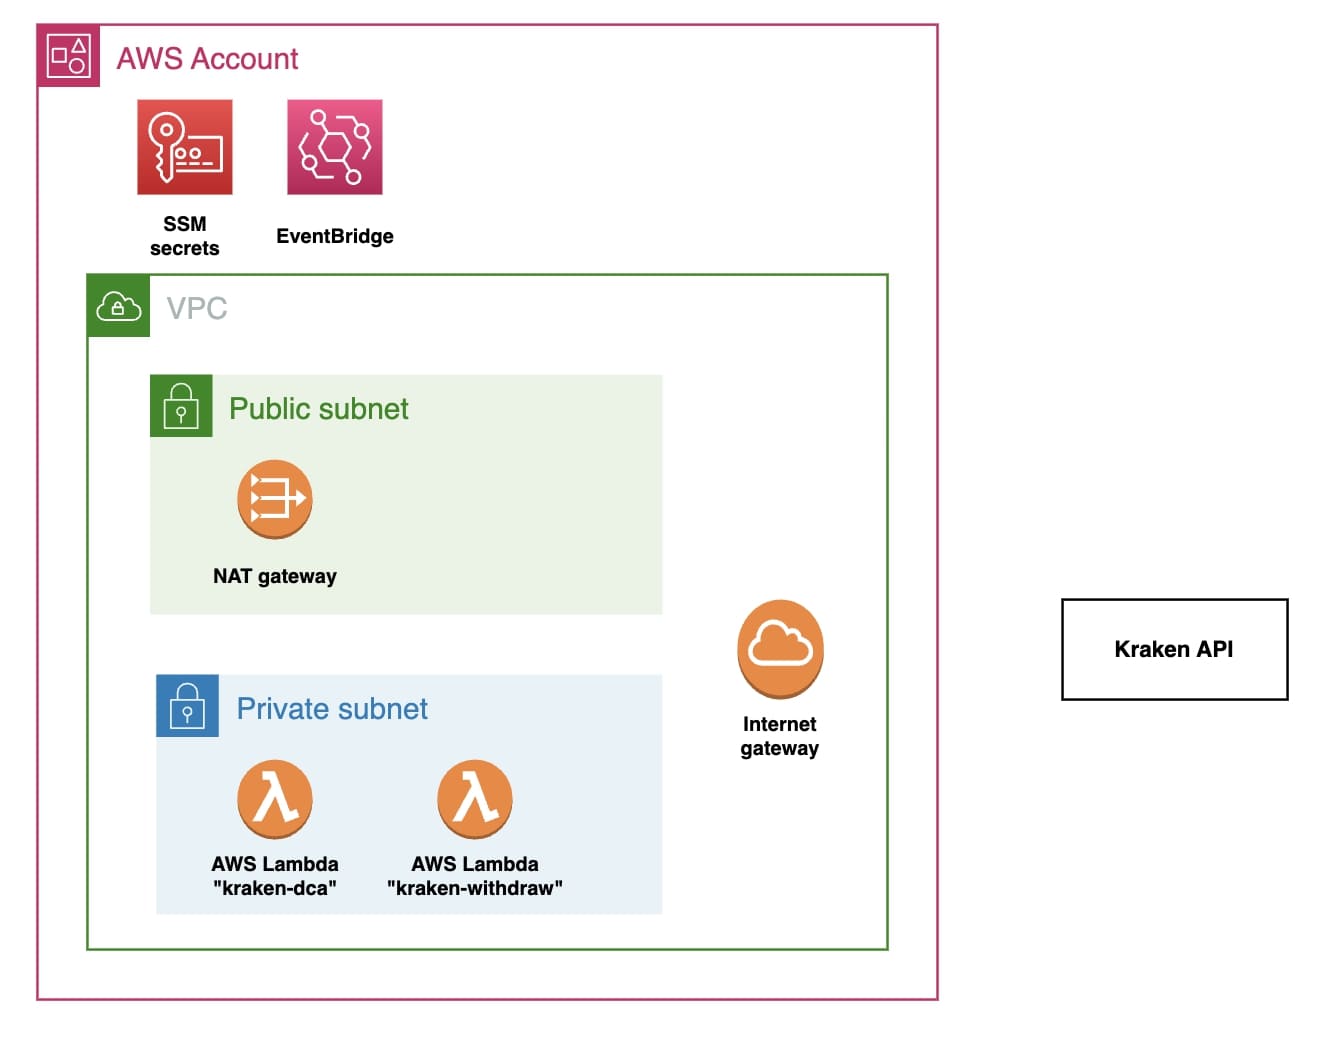 AWS Account
SSM
secrets
EventBridge
VPC
Public subnet
NAT gateway
Internet
gateway
Kraken API
Private subnet
AWS Lambda
"kraken-dca"
AWS Lambda
"kraken-withdraw"